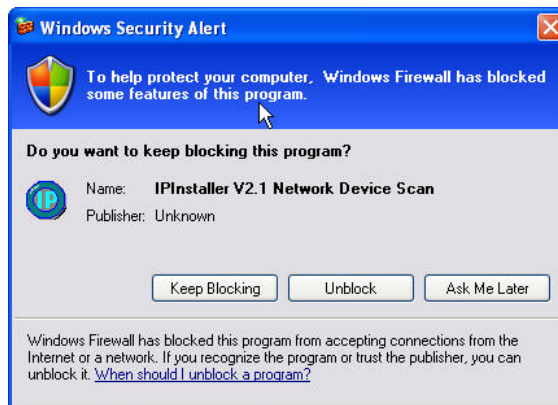 Windows Security Alert
To help protect your computer, Windows Firewall has blocked
some features of this program.
Do you want to keep blocking this program?
IP
Name: IPInstaller V2.1 Network Device Scan
Publisher: Unknown
Keep Blocking Unblock Ask Me Later
Windows Firewall has blocked this program from accepting connections from the
Internet or a network. If you recognize the program or trust the publisher, you can
unblock it. When should I unblock a program?